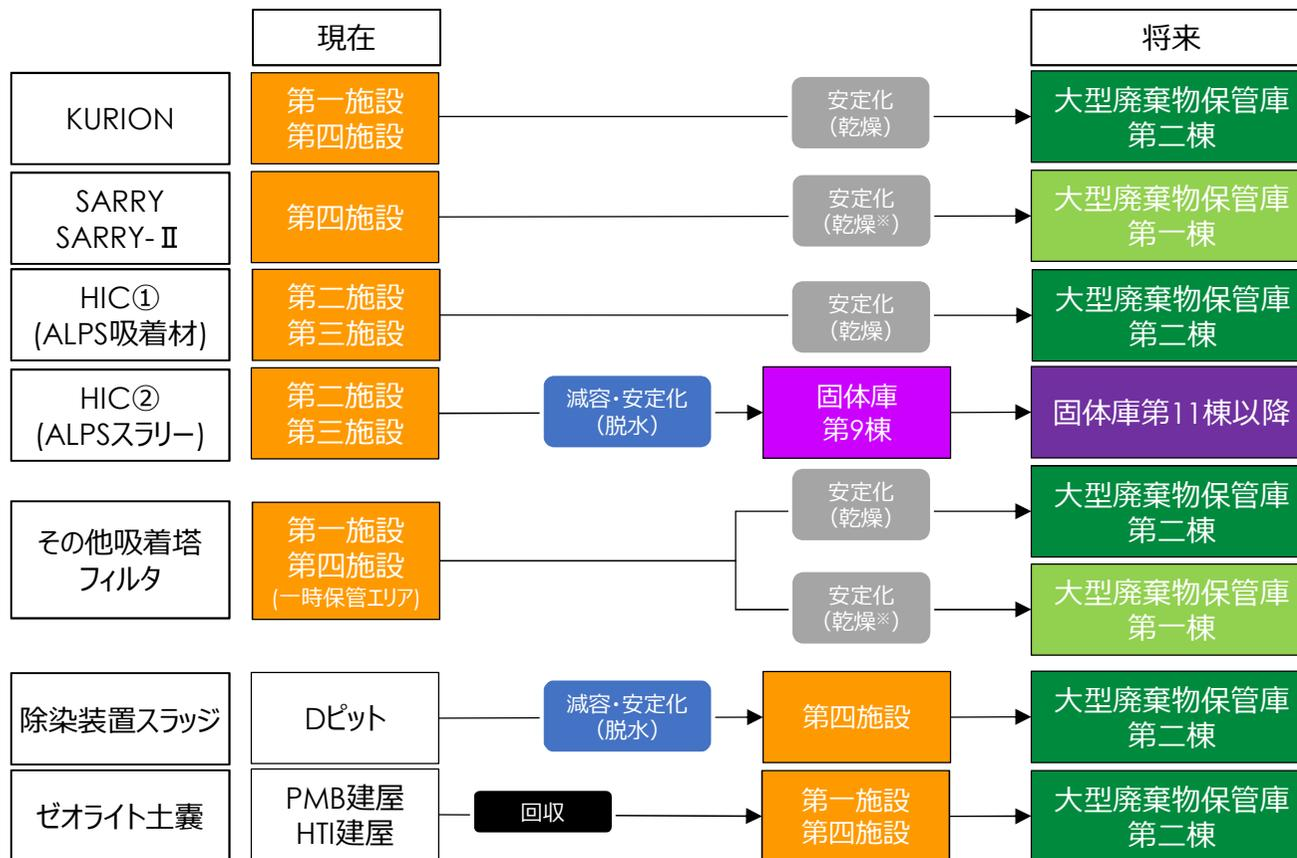 現在
将来
KURION
第一施設
第四施設
安定化
(乾燥)
大型廃棄物保管庫
第二棟
SARRY
SARRY-Ⅱ
第四施設
安定化
(乾燥※)
大型廃棄物保管庫
第一棟
HIC①
(ALPS吸着材)
第二施設
第三施設
安定化
(乾燥)
大型廃棄物保管庫
第二棟
HIC②
(ALPSスラリー)
第二施設
第三施設
減容・安定化
(脱水)
固体庫
第9棟
固体庫第11棟以降
その他吸着塔
フィルタ
第一施設
第四施設
(一時保管エリア)
安定化
(乾燥)
大型廃棄物保管庫
第二棟
安定化
(乾燥※)
大型廃棄物保管庫
第一棟
除染装置スラッジ
Dピット
減容・安定化
(脱水)
第四施設
大型廃棄物保管庫
第二棟
ゼオライト土嚢
PMB建屋
HTI建屋
回収
第一施設
第四施設
大型廃棄物保管庫
第二棟